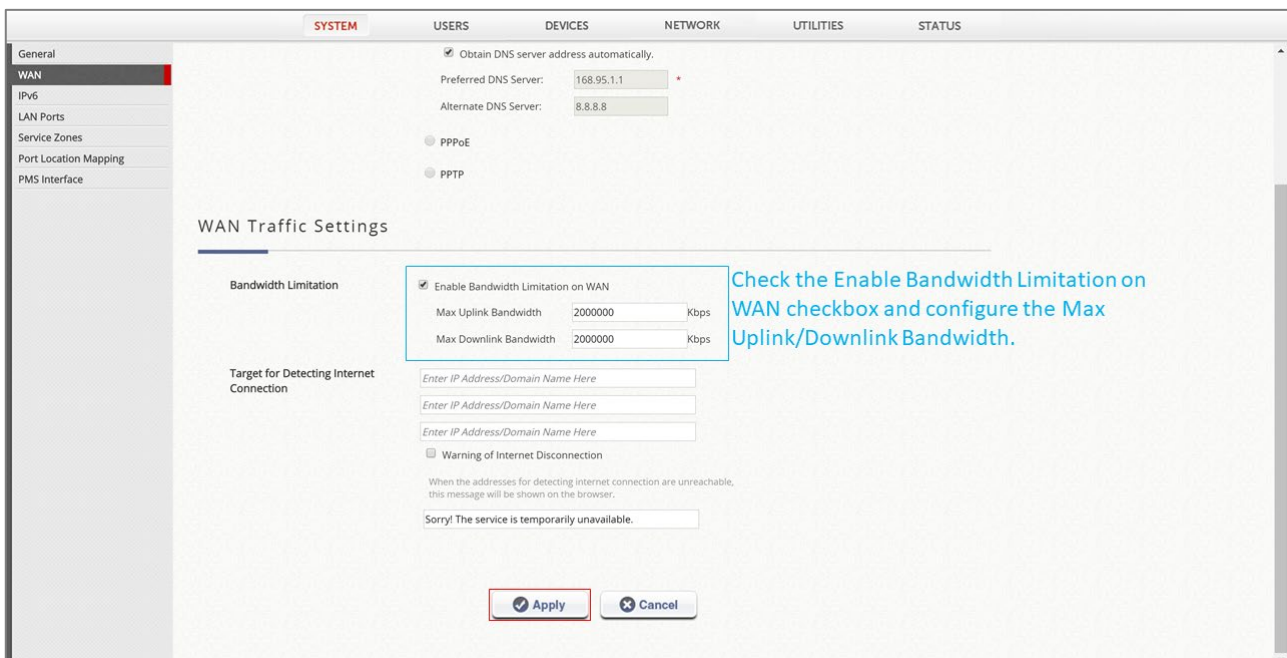 SYSTEM USERS DEVICES NETWORK UTILITIES STATUS
General
WAN
IPv6
LAN Ports
Service Zones
Port Location Mapping
PMS Interface
Obtain DNS server address automatically.
Preferred DNS Server: 168.95.1.1 *
Alternate DNS Server: 8.8.8.8
PPPoE
PPTP
WAN Traffic Settings
Bandwidth Limitation
Enable Bandwidth Limitation on WAN
Max Uplink Bandwidth 2000000 Kbps
Max Downlink Bandwidth 2000000 Kbps
Check the Enable Bandwidth Limitation on
WAN checkbox and configure the Max
Uplink/Downlink Bandwidth.
Target for Detecting Internet
Connection
Enter IP Address/Domain Name Here
Enter IP Address/Domain Name Here
Enter IP Address/Domain Name Here
Warning of Internet Disconnection
When the addresses for detecting internet connection are unreachable,
this message will be shown on the browser.
Sorry! The service is temporarily unavailable.
Apply Cancel